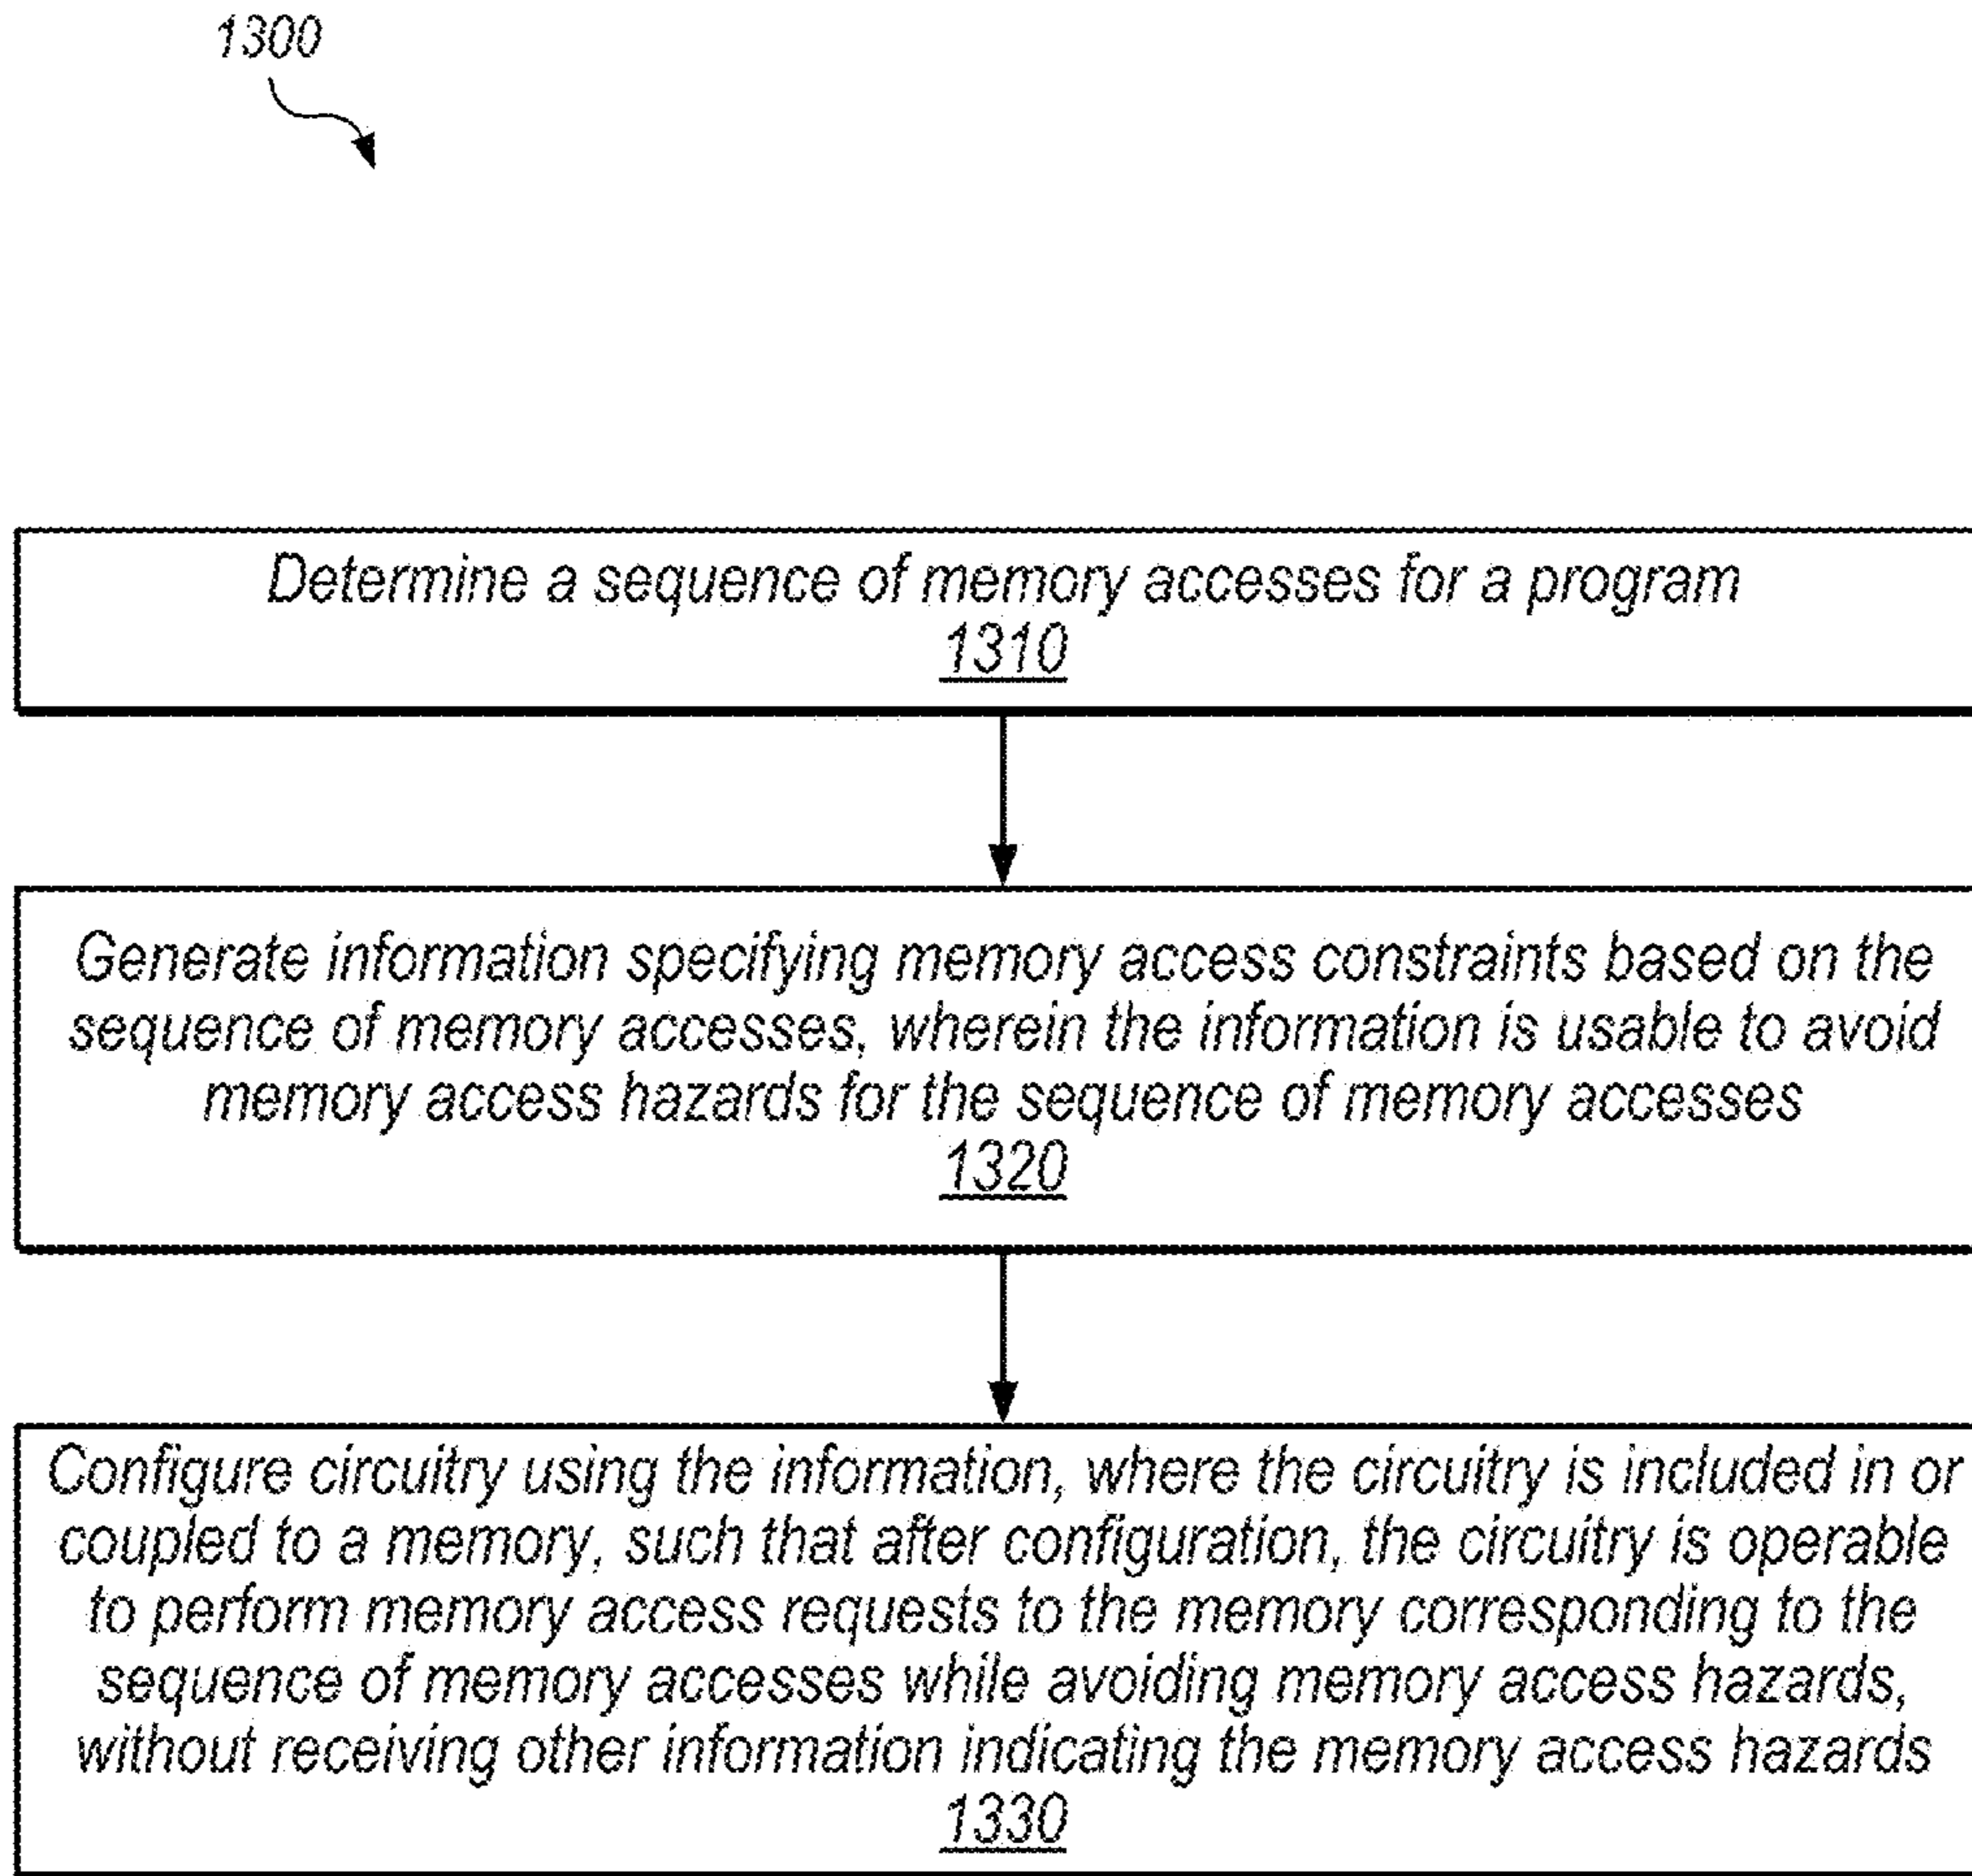 1300
Determine a sequence of memory accesses for a program
1310
Generate information specifying memory access constraints based on the
sequence of memory accesses, wherein the information is usable to avoid
memory access hazards for the sequence of memory accesses
1320
Configure circuitry using the information, where the circuitry is included in or
coupled to a memory, such that after configuration, the circuitry is operable
to perform memory access requests to the memory corresponding to the
sequence of memory accesses while avoiding memory access hazards,
without receiving other information indicating the memory access hazards
1330